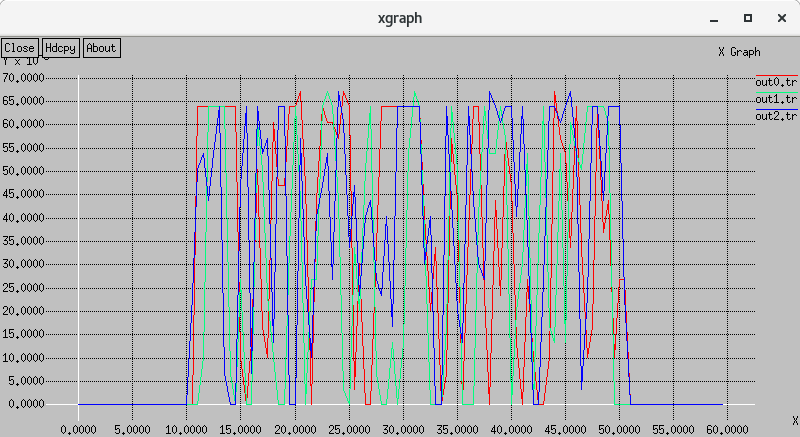 xgraph
Close Hdcpy About
X Graph
Y x 10
70.0000
65.0000
60.0000
55.0000
50.0000
45.0000
40.0000
35.0000
30.0000
25.0000
20.0000
15.0000
10.0000
5.0000
0.0000
out0.tr
out1.tr
out2.tr
X
0.0000 5.0000 10.0000 15.0000 20.0000 25.0000 30.0000 35.0000 40.0000 45.0000 50.0000 55.0000 60.0000